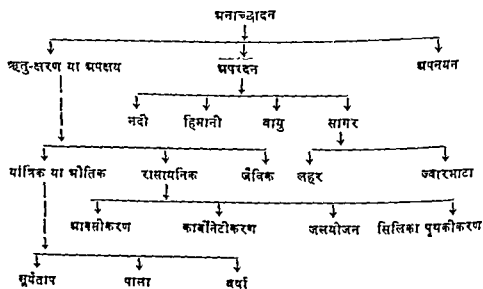 अनाच्छादन
ऋतु-क्षरण या अपक्षय अपरदन अपनयन
नदी हिमानी वायु सागर
यांत्रिक या भौतिक रासायनिक जैविक लहर ज्वारभाटा
आक्सीकरण कार्बोनेटीकरण जलयोजन सिलिका पृथकीकरण
सूर्यताप पाला वर्षा